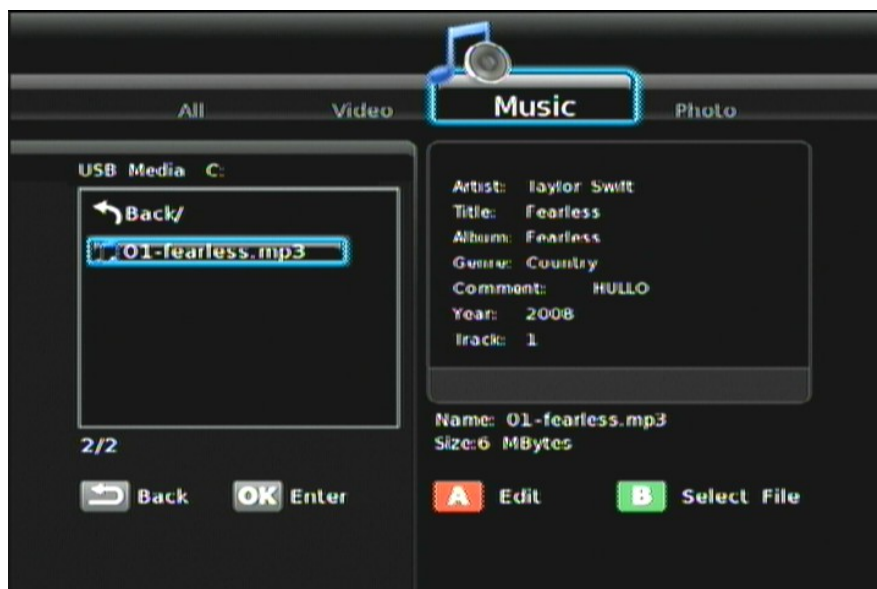 All Video Music Photo
USB Media C:
Back/
01-fearless.mp3
2/2
Back OK Enter
Artist: Taylor Swift
Title: Fearless
Album: Fearless
Genre: Country
Comment: HULLO
Year: 2008
Track: 1
Name: 01-fearless.mp3
Size:6 MBytes
A Edit B Select File